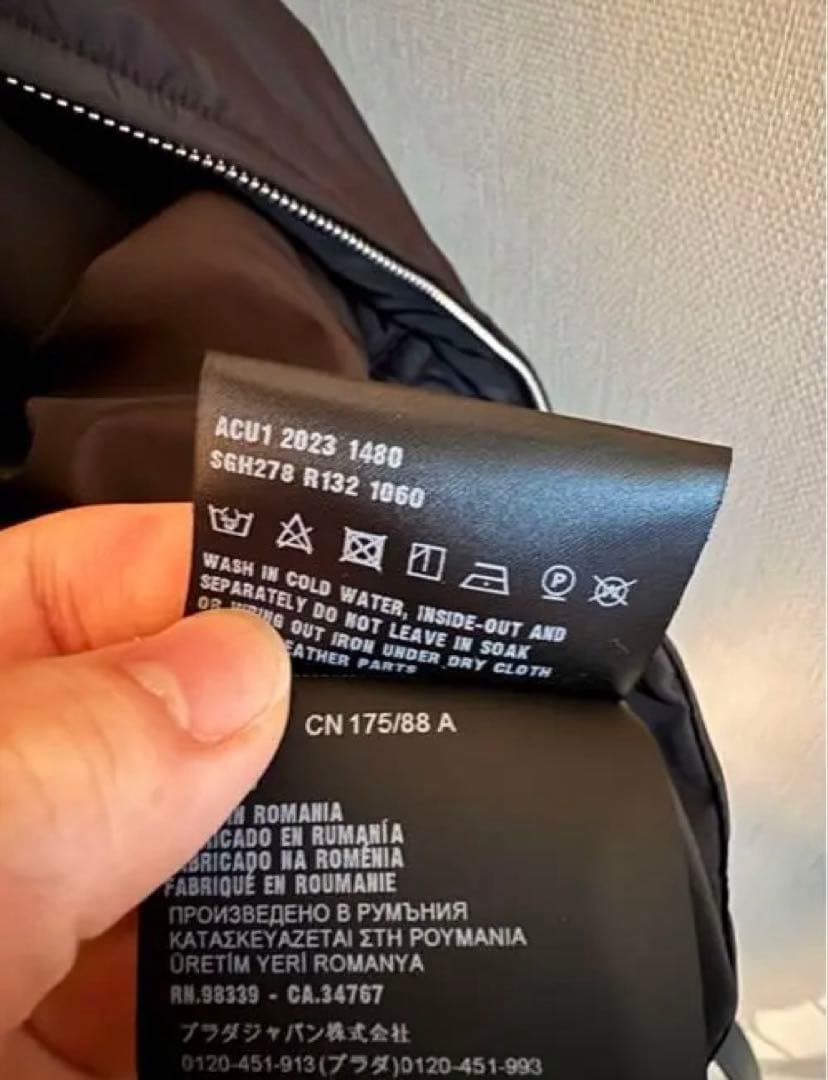 ACU1 2023 1480
SGH278 R132 1060
P
WASH IN COLD WATER, INSIDE-OUT AND
SEPARATELY DO NOT LEAVE IN SOAK
OUT IRON UNDER DRY CLOTH
PARTS
CN 175/88 A
ROMANIA
EN RUMANÍA
NA ROMÉNIA
FABRIQUÉ EN ROUMANIE
ПРОИЗВЕДЕНО В РУМЪНИЯ
ΚΑΤΑΣΚΕΥΑΖΕΤΑΙ ΣΤΗ ΡΟΥΜΑΝΙΑ
ÜRETİM YERİ ROMANYA
RN.98339 - CA.34767
プラダジャパン株式会社
0120-451-913(プラダ)0120-451-993